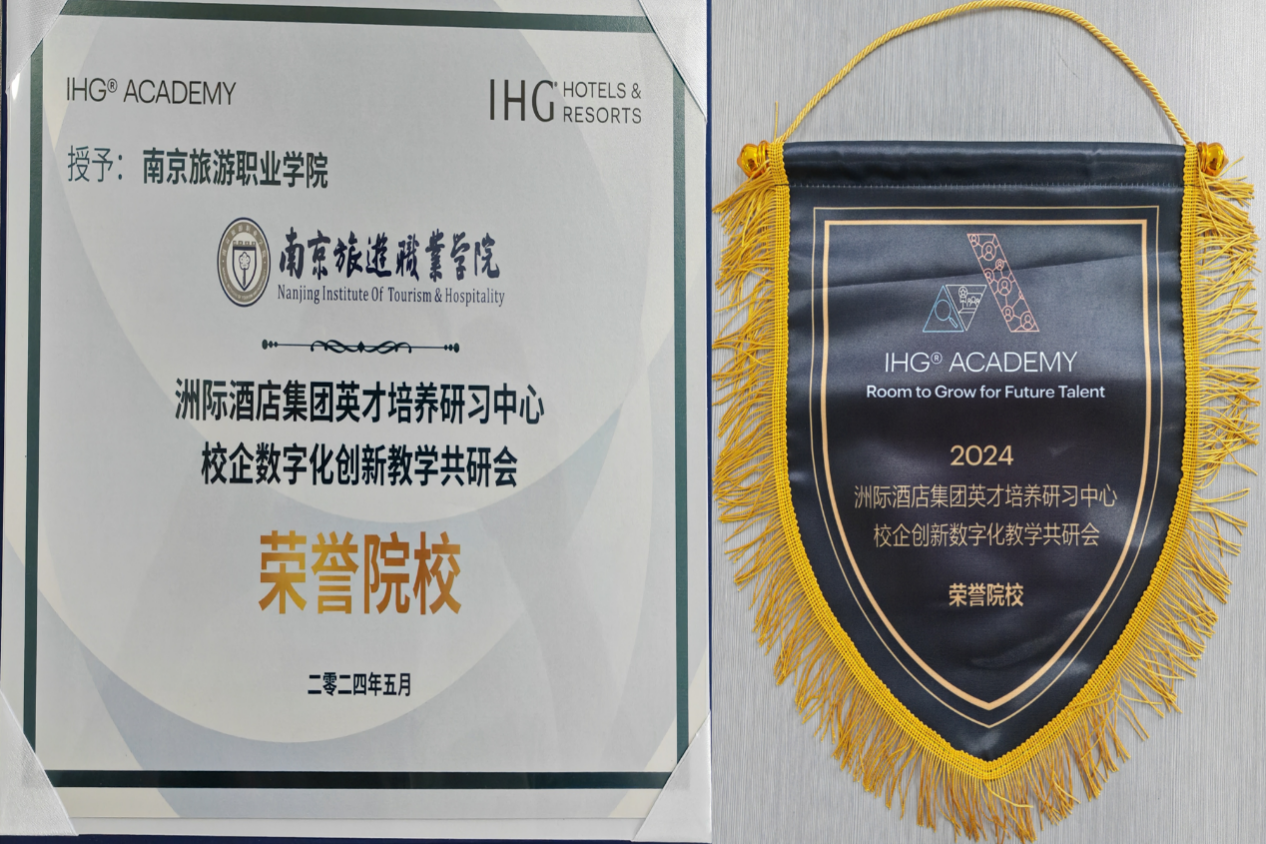 IHG® ACADEMY
IHG® HOTELS & RESORTS
授予：南京旅游职业学院
南京旅遊職業学院
Nanjing Institute Of Tourism & Hospitality
洲际酒店集团英才培养研习中心
校企数字化创新教学共研会
荣誉院校
二零二四年五月
IHG® ACADEMY
Room to Grow for Future Talent
2024
洲际酒店集团英才培养研习中心
校企创新数字化教学共研会
荣誉院校